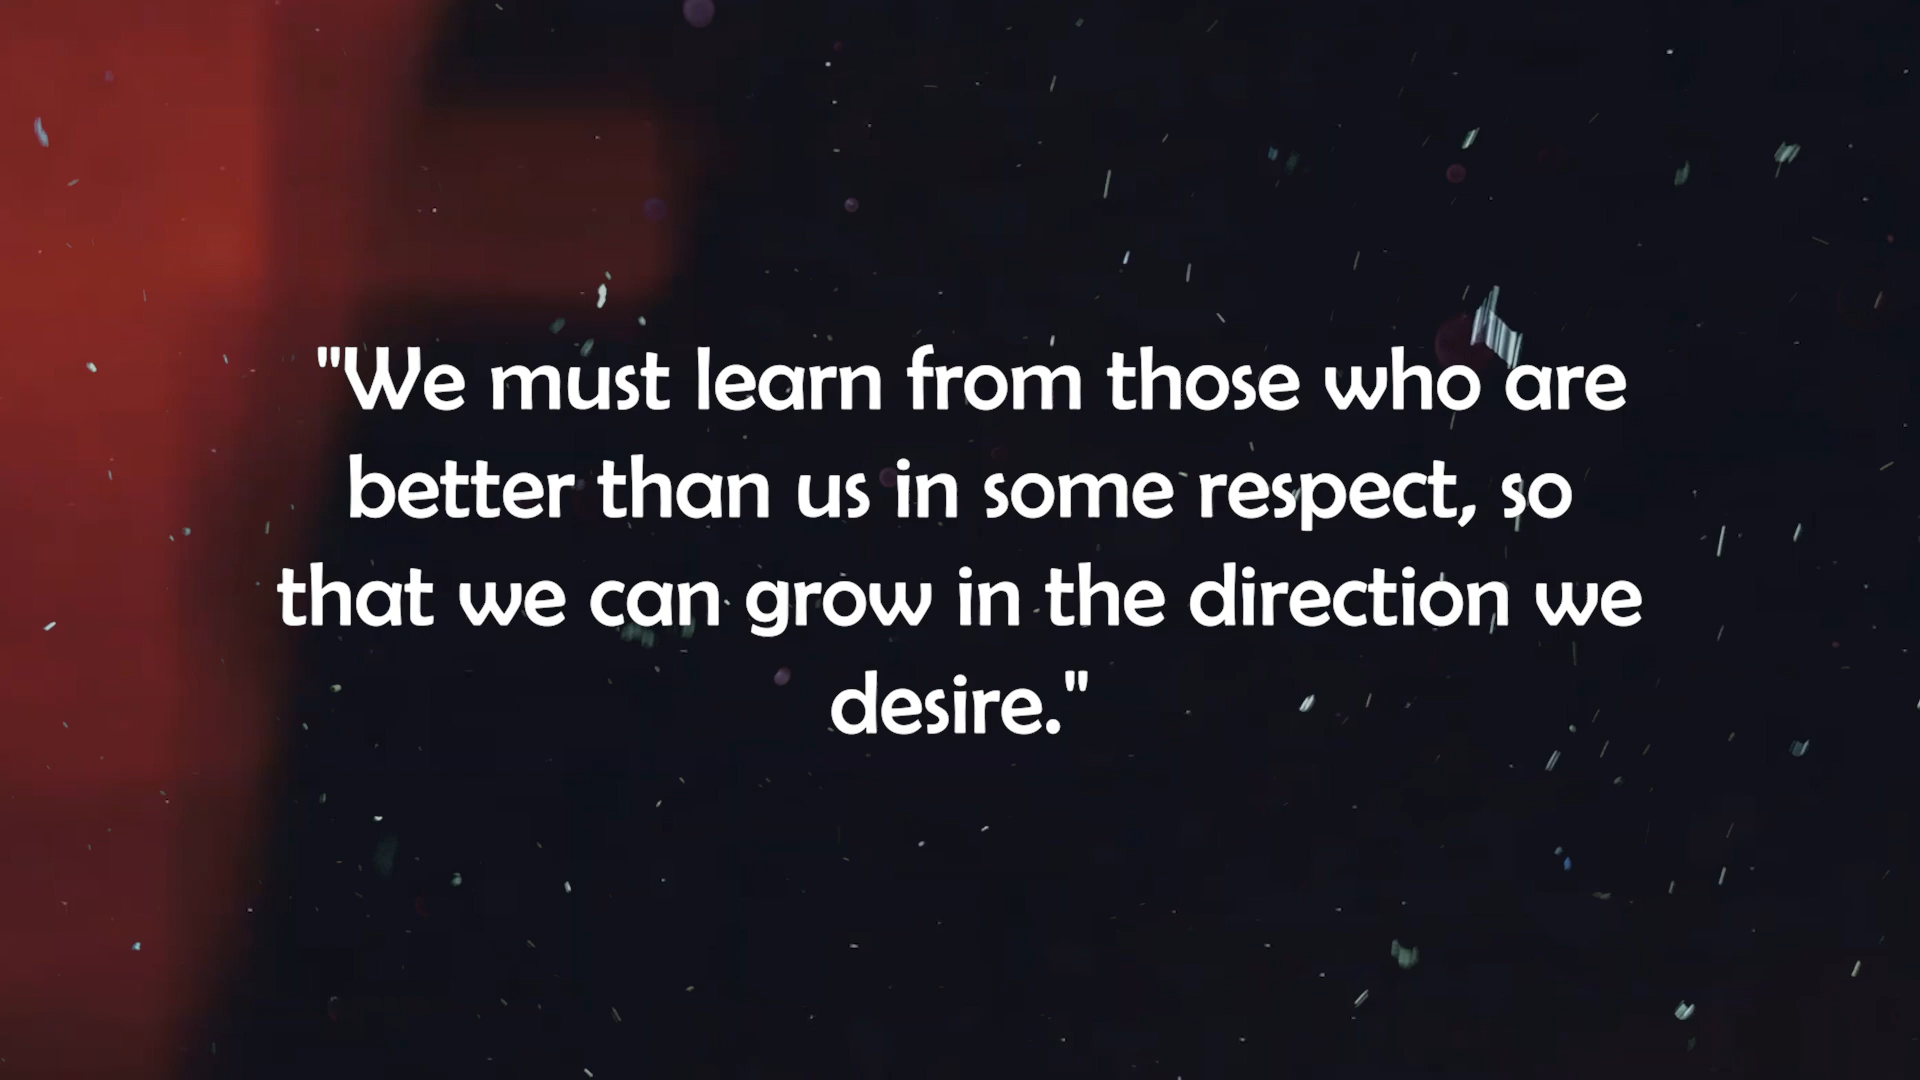 "We must learn from those who are
better than us in some respect, so
that we can grow in the direction we
desire."